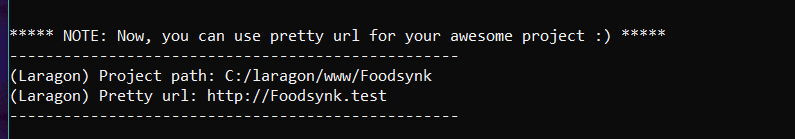 ***** NOTE: Now, you can use pretty url for your awesome project :) *****
--------------------------------------------------
(Laragon) Project path: C:/laragon/www/Foodsynk
(Laragon) Pretty url: http://Foodsynk.test
--------------------------------------------------